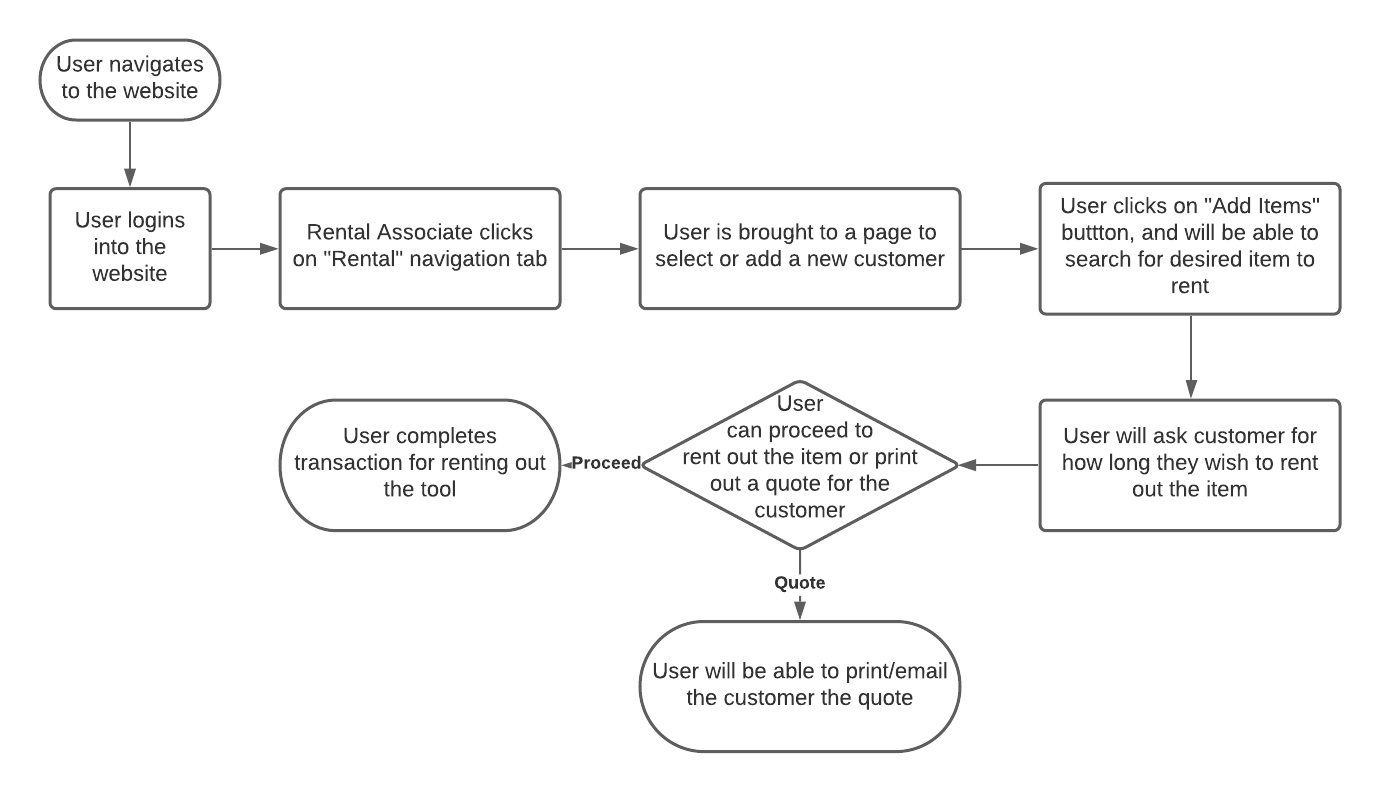 User navigates
to the website
User logins
into the
website
Rental Associate clicks
on "Rental" navigation tab
User is brought to a page to
select or add a new customer
User clicks on "Add Items"
buttton, and will be able to
search for desired item to
rent
User will ask customer for
how long they wish to rent
out the item
User
can proceed to
rent out the item or print
out a quote for the
customer
Proceed
User completes
transaction for renting out
the tool
Quote
User will be able to print/email
the customer the quote